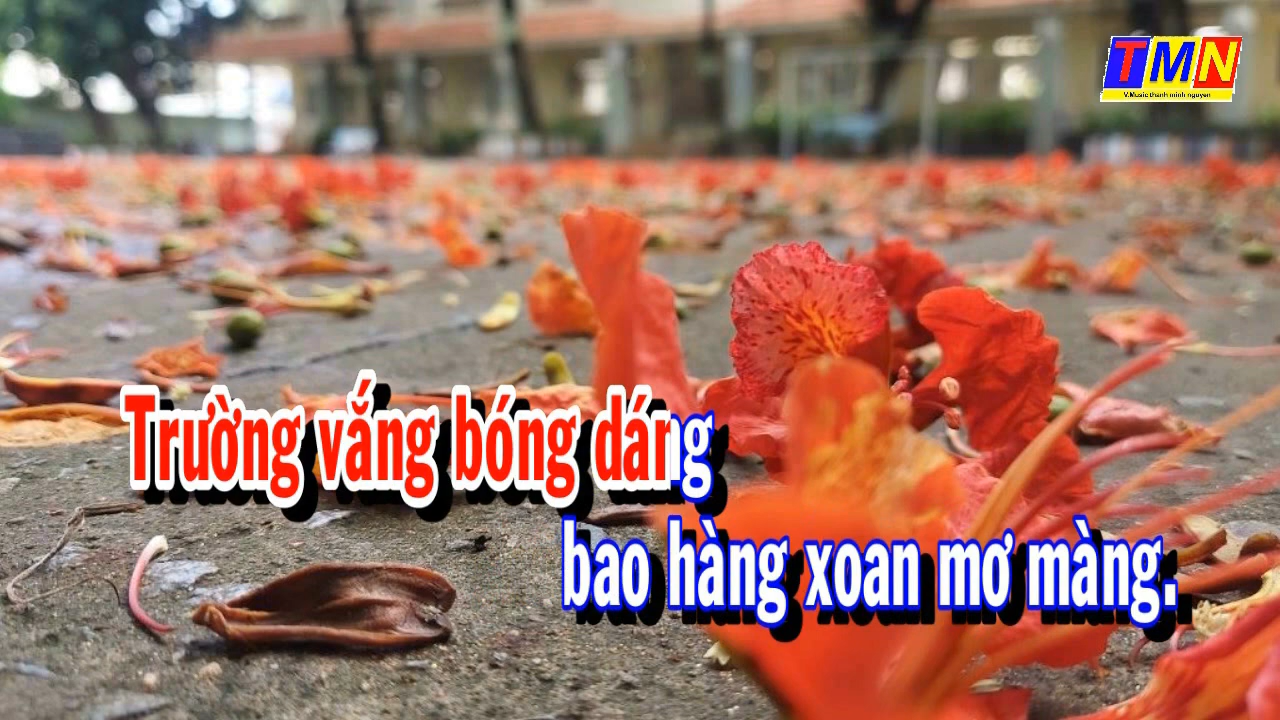 TMN
V.Music thanh minh nguyen
Trường vắng bóng dáng
bao hàng xoan mơ màng.